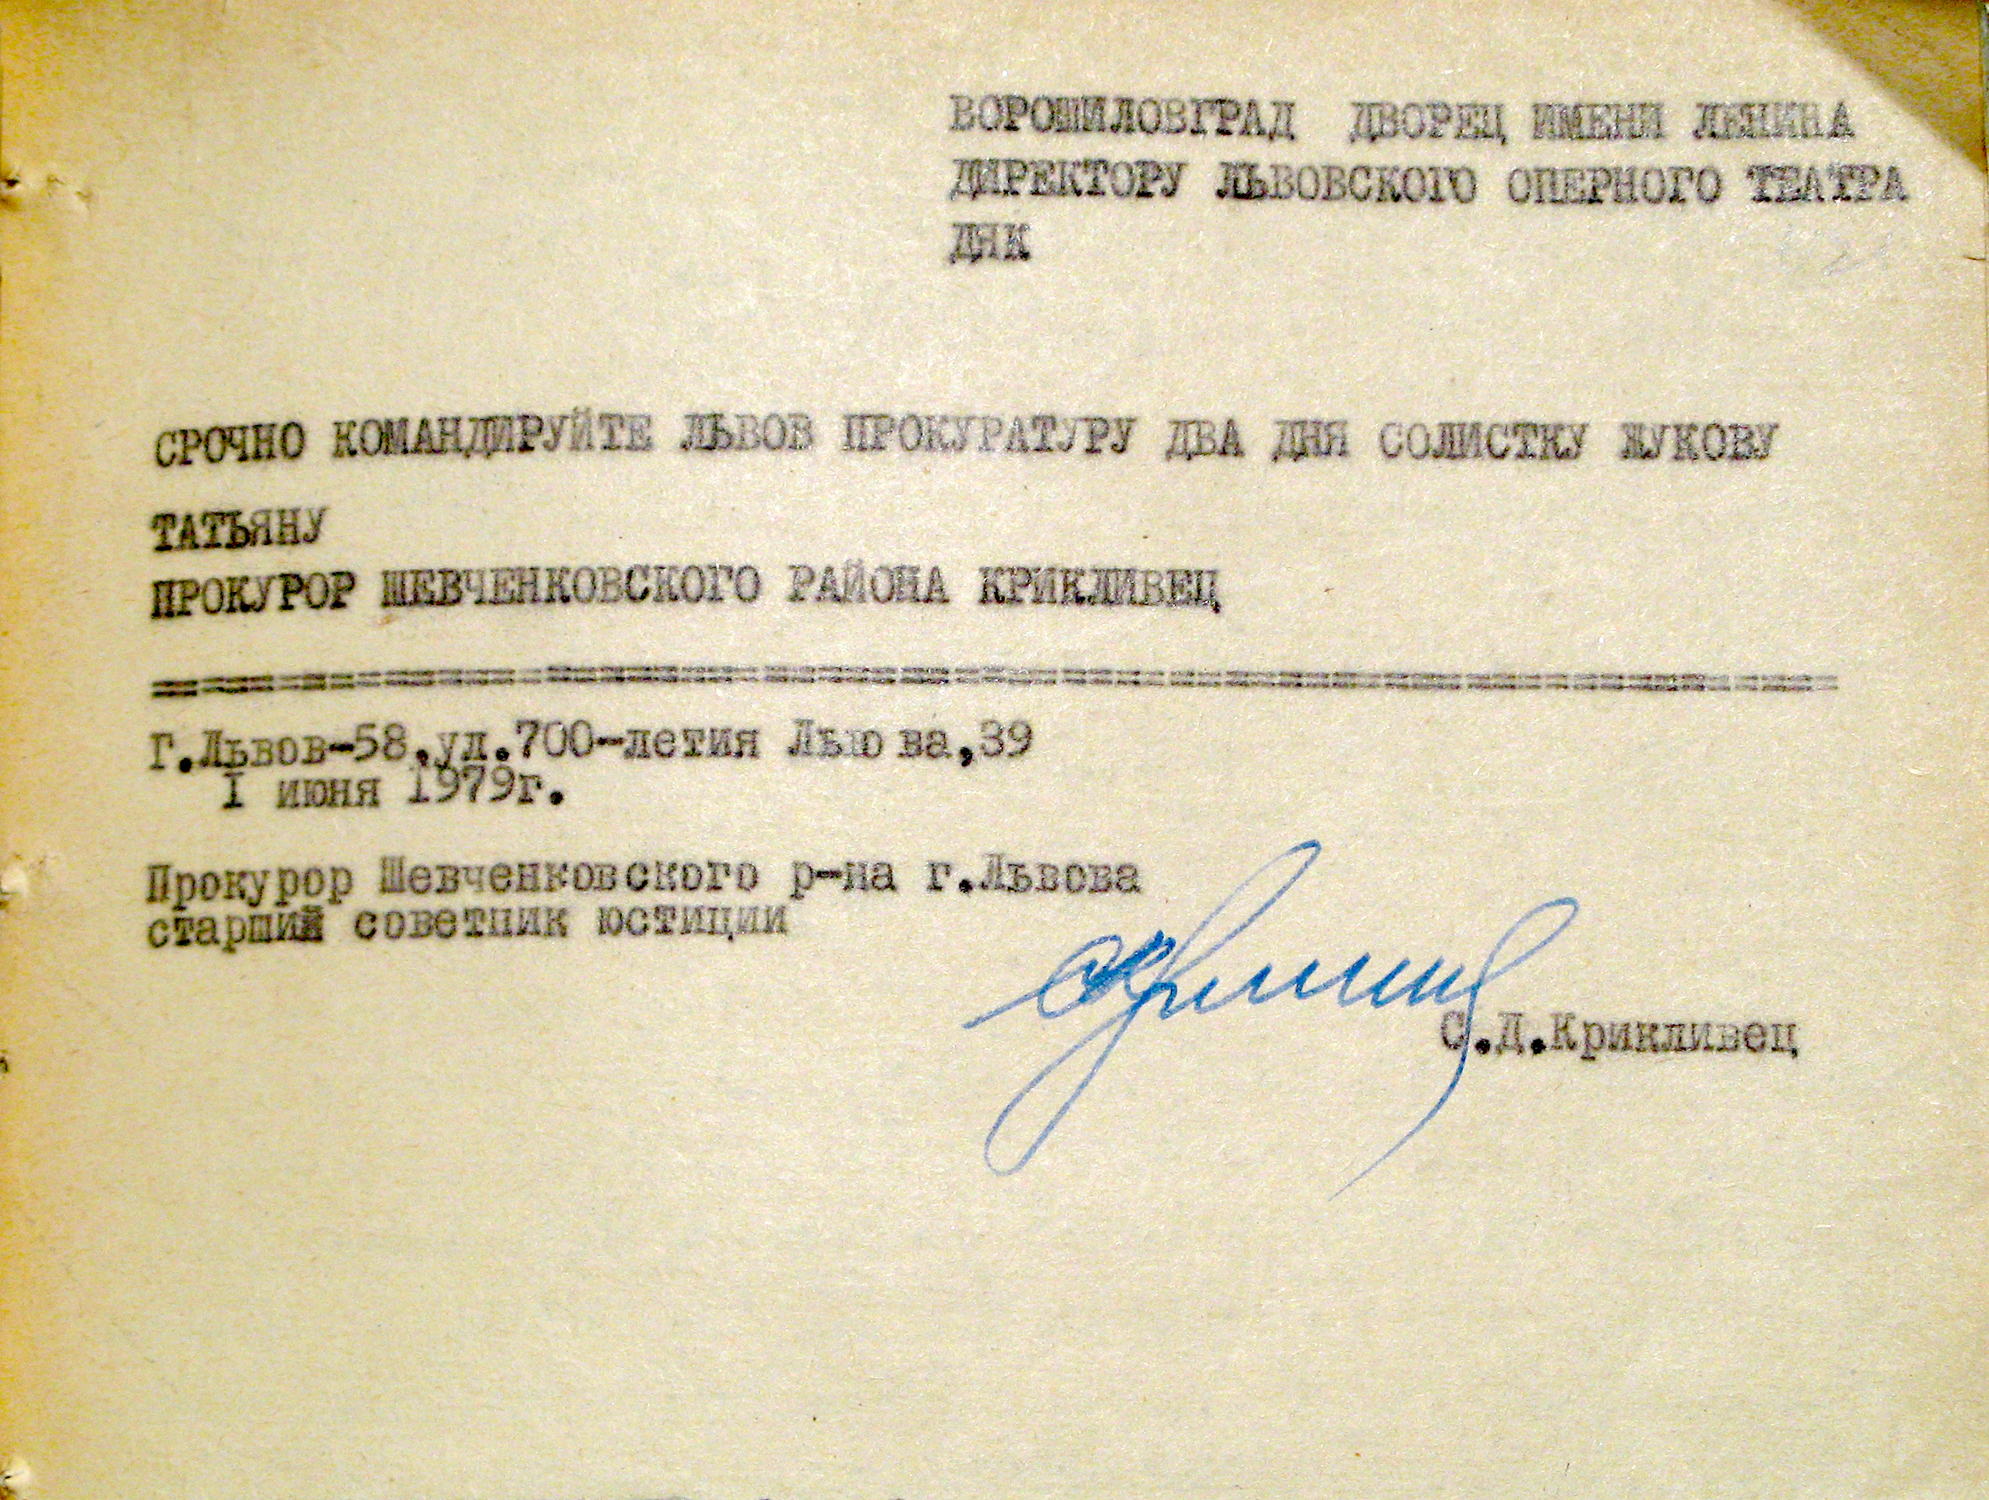 ВОРОШИЛОВГРАД ДВОРЕЦ ИМЕНИ ЛЕНИНА
ДИРЕКТОРУ ЛЬВОВСКОГО ОПЕРНОГО ТЕАТРА
ДНК
СРОЧНО КОМАНДИРУЙТЕ ЛЬВОВ ПРОКУРАТУРУ ДВА ДНЯ СОЛИСТКУ ЖУКОВУ
ТАТЬЯНУ
ПРОКУРОР ШЕВЧЕНКОВСКОГО РАЙОНА КРИКЛИВЕЦ
Г.Львов-58,ул.700-летия Львова,39
I июня 1979г.
Прокурор Шевченковского р-на г.Львова
старший советник юстиции
С.Д.Крикливец